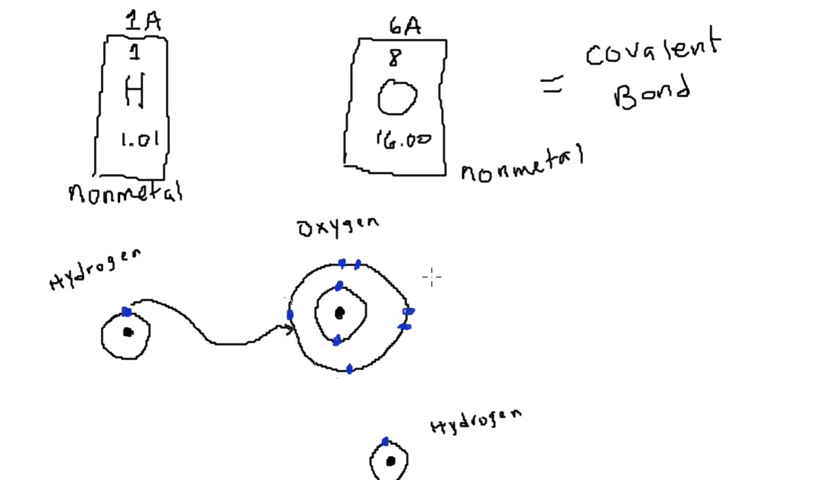 1A
1
H
1.01
nonmetal
6A
8
O
16.00
nonmetal
= Covalent
Bond
Hydrogen
Oxygen
Hydrogen